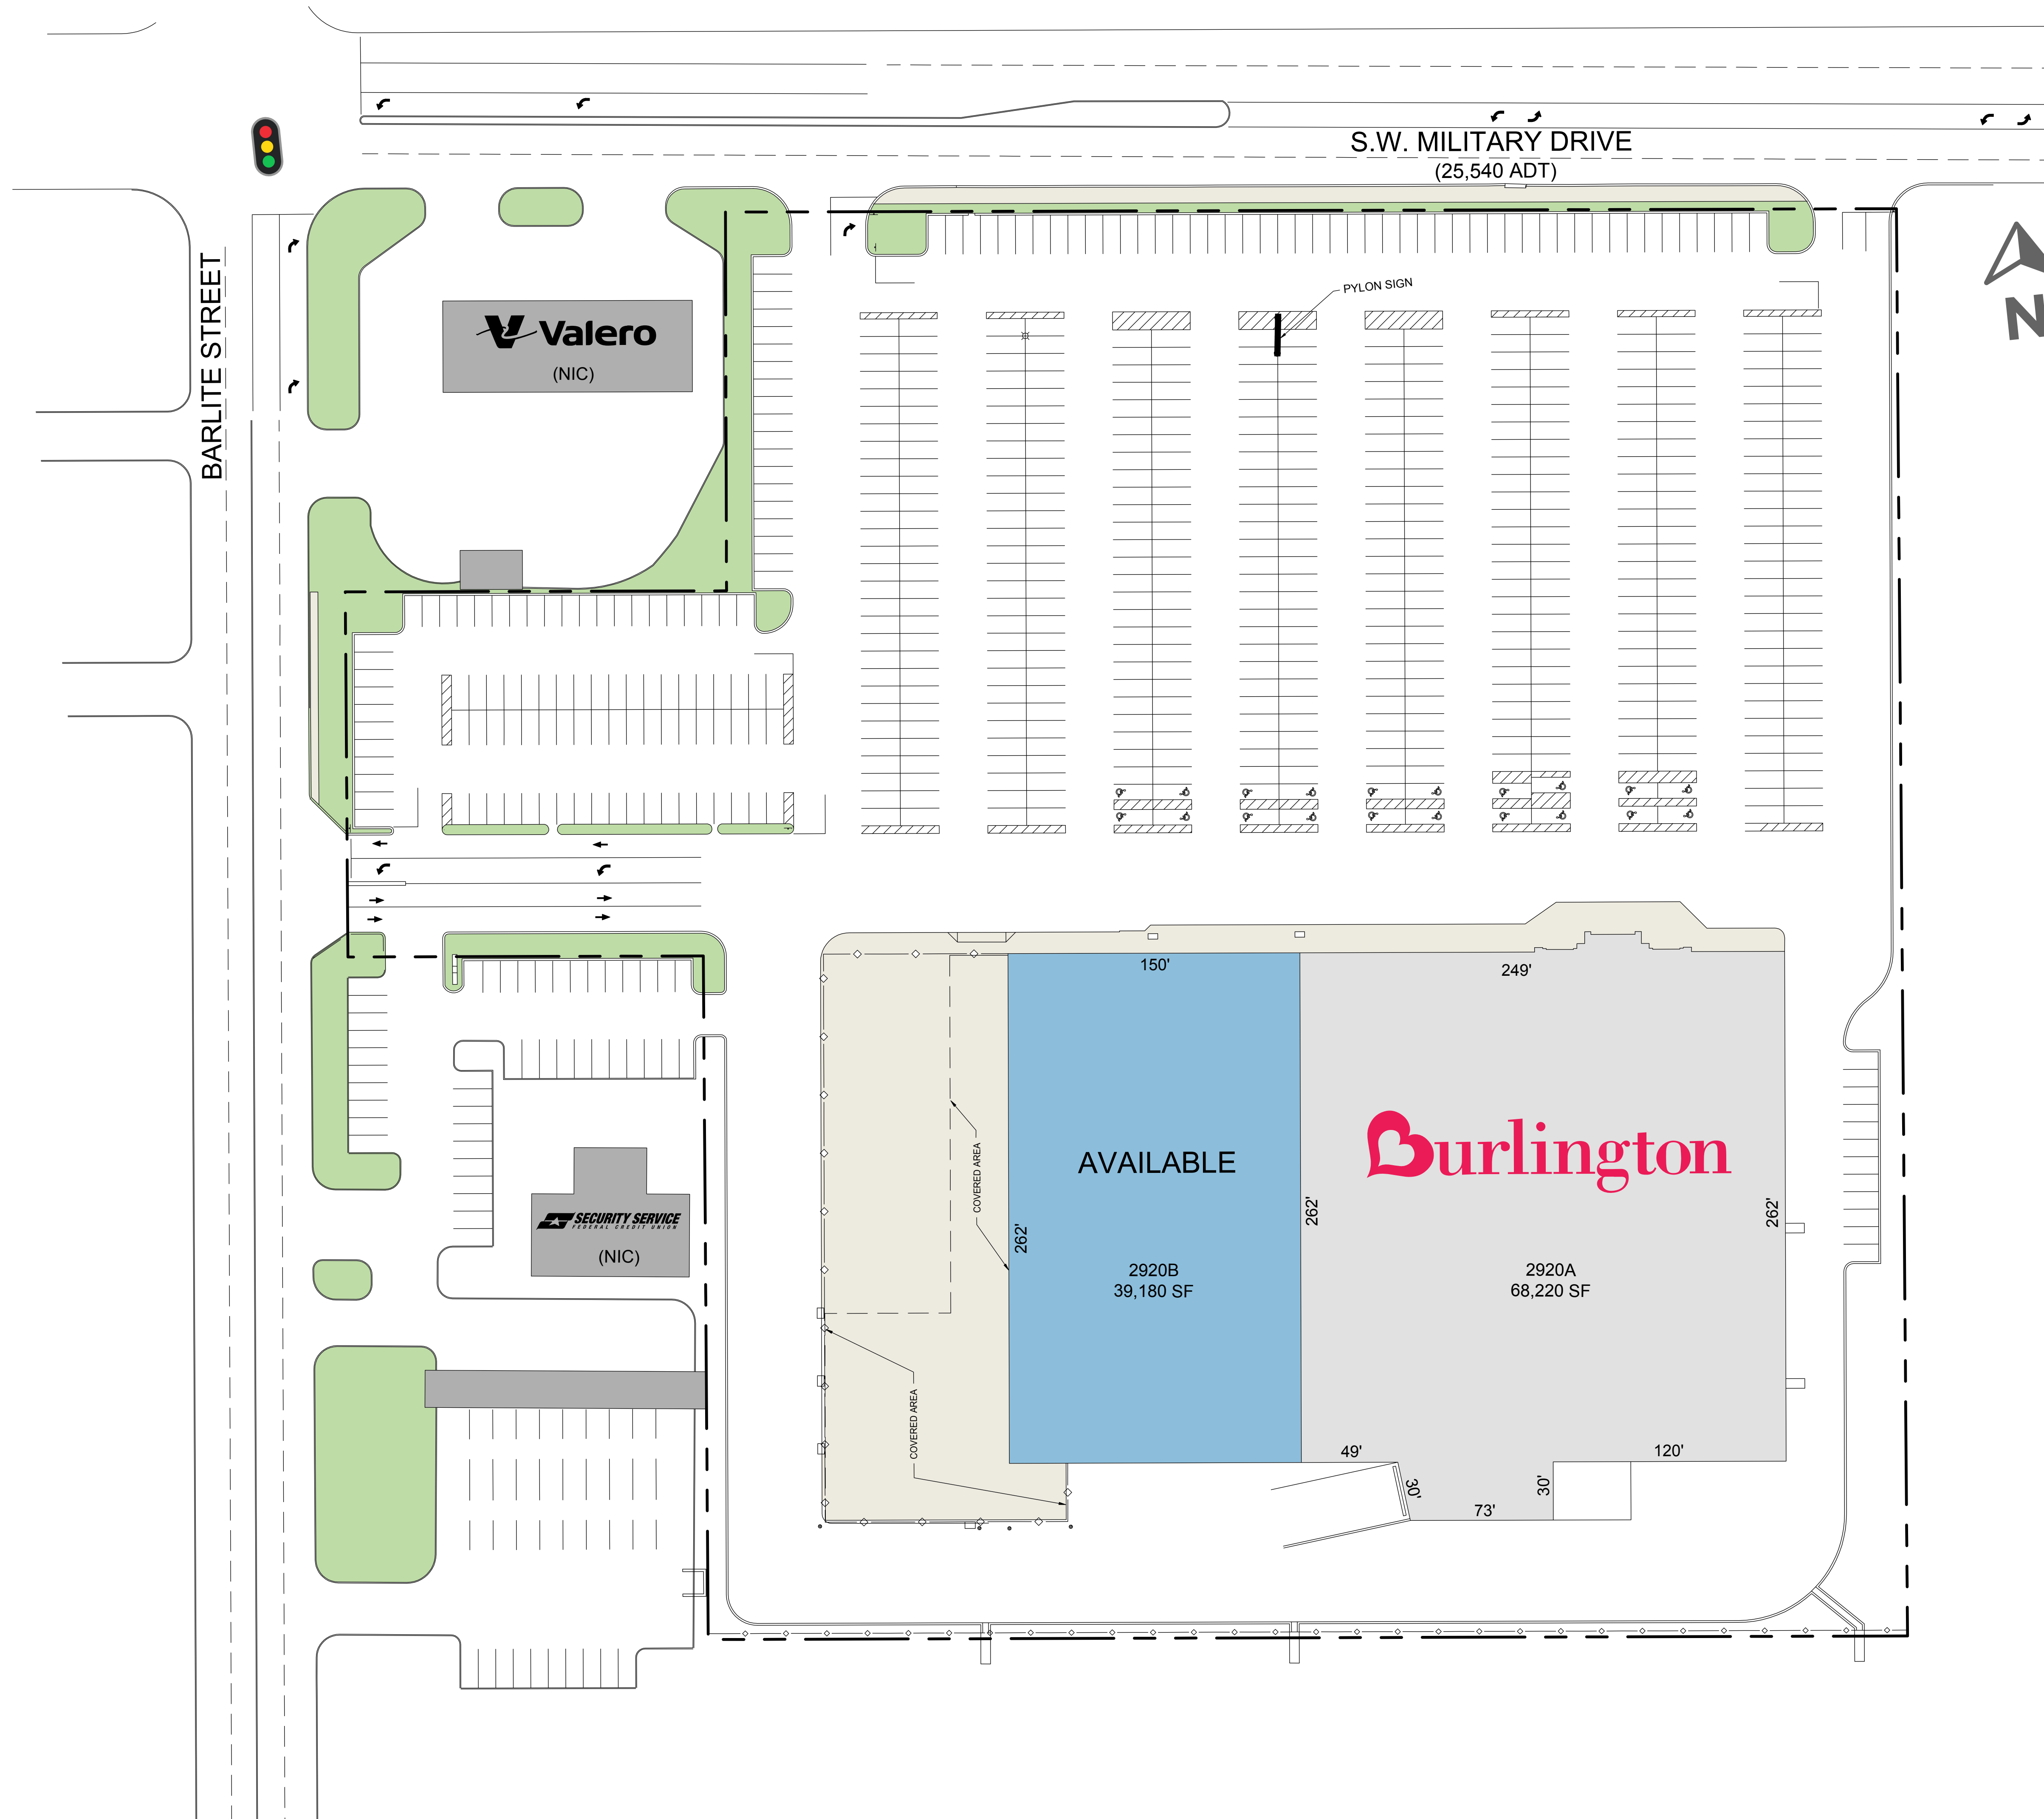 S.W. MILITARY DRIVE
(25,540 ADT)
BARLITE STREET
N
PYLON SIGN
Valero
(NIC)
150'
249'
COVERED AREA
AVAILABLE
Burlington
262'
262'
262'
2920B
39,180 SF
2920A
68,220 SF
SECURITY SERVICE
FEDERAL CREDIT UNION
(NIC)
COVERED AREA
49'
120'
30'
30'
73'